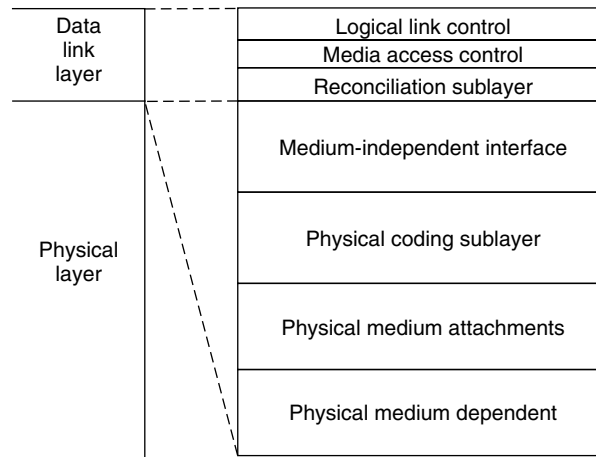 Data
link
layer
Logical link control
Media access control
Reconciliation sublayer
Physical
layer
Medium-independent interface
Physical coding sublayer
Physical medium attachments
Physical medium dependent